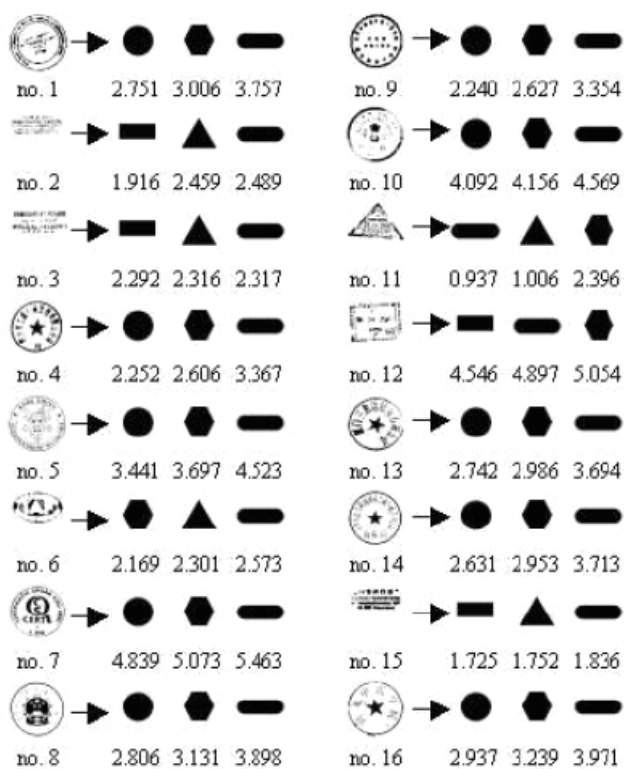 no. 1 2.751 3.006 3.757
no. 2 1.916 2.459 2.489
no. 3 2.292 2.316 2.317
no. 4 2.252 2.606 3.367
no. 5 3.441 3.697 4.523
no. 6 2.169 2.301 2.573
no. 7 4.839 5.073 5.463
no. 8 2.806 3.131 3.898
no. 9 2.240 2.627 3.354
no. 10 4.092 4.156 4.569
no. 11 0.937 1.006 2.396
no. 12 4.546 4.897 5.054
no. 13 2.742 2.986 3.694
no. 14 2.631 2.953 3.713
no. 15 1.725 1.752 1.836
no. 16 2.937 3.239 3.971